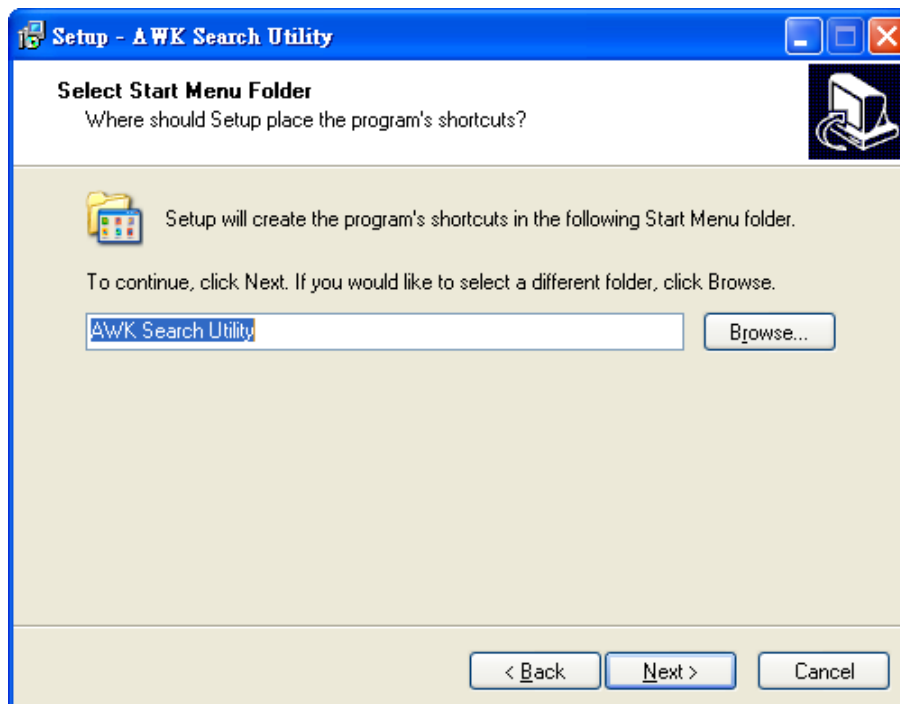 Setup - AWK Search Utility
Select Start Menu Folder
Where should Setup place the program's shortcuts?
Setup will create the program's shortcuts in the following Start Menu folder.
To continue, click Next. If you would like to select a different folder, click Browse.
AWK Search Utility
Browse...
< Back
Next >
Cancel